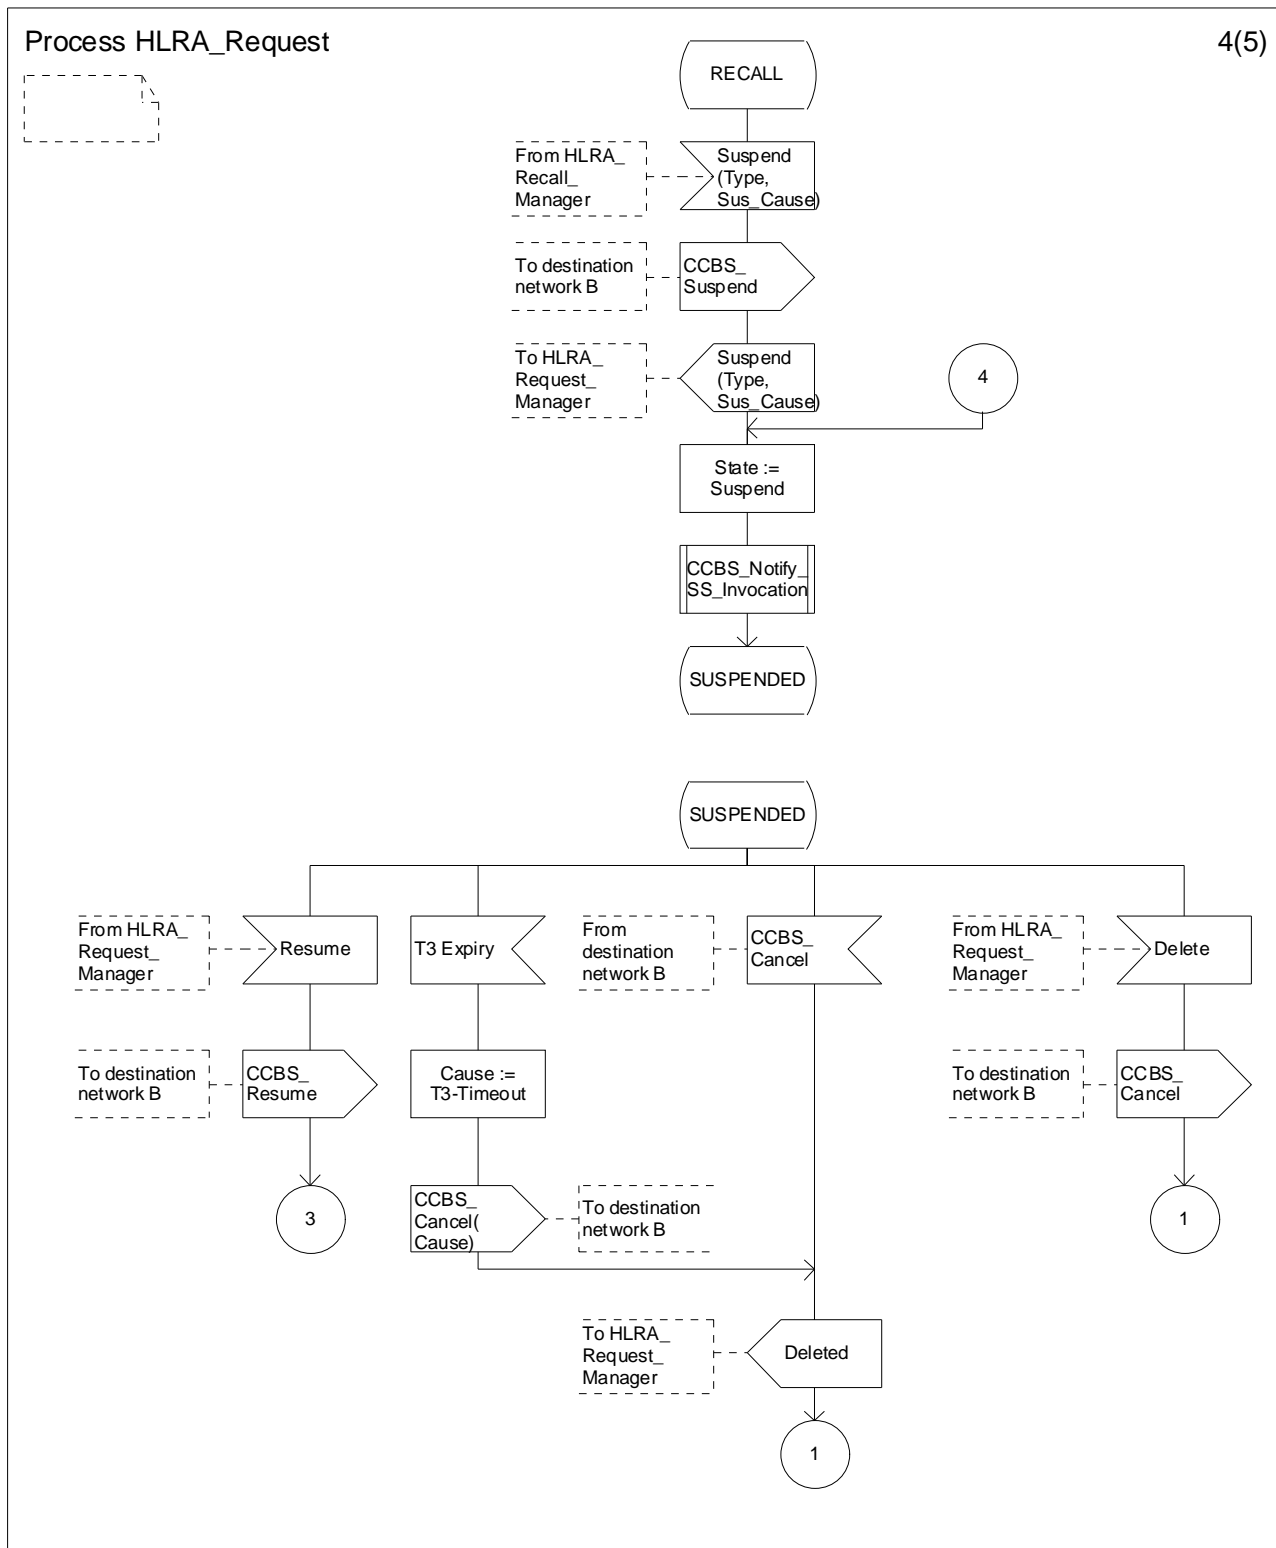 Process HLRA_Request
4(5)
RECALL
From HLRA_
Recall_
Manager
Suspend
(Type,
Sus_Cause)
To destination
network B
CCBS_
Suspend
To HLRA_
Request_
Manager
Suspend
(Type,
Sus_Cause)
4
State :=
Suspend
CCBS_Notify_
SS_Invocation
SUSPENDED
SUSPENDED
From HLRA_
Request_
Manager
Resume
T3 Expiry
From
destination
network B
CCBS_
Cancel
From HLRA_
Request_
Manager
Delete
To destination
network B
CCBS_
Resume
Cause :=
T3-Timeout
To destination
network B
CCBS_
Cancel
3
CCBS_
Cancel(
Cause)
To destination
network B
1
To HLRA_
Request_
Manager
Deleted
1